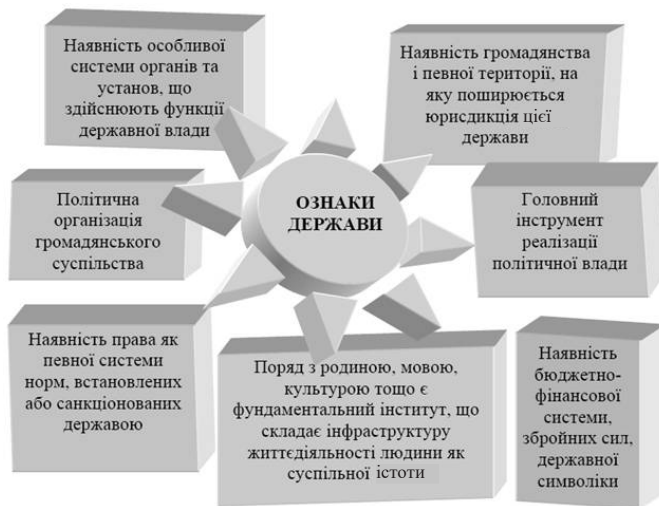 Наявність особливої
системи органів та
установ, що
здійснюють функції
державної влади
Наявність громадянства
і певної території, на
яку поширюється
юрисдикція цієї
держави
ОЗНАКИ
ДЕРЖАВИ
Політична
організація
громадянського
суспільства
Головний
інструмент
реалізації
політичної влади
Наявність права як
певної системи
норм, встановлених
або санкціонованих
державою
Поряд з родиною, мовою,
культурою тощо є
фундаментальний інститут, що
складає інфраструктуру
життєдіяльності людини як
суспільної істоти
Наявність
бюджетно-
фінансової
системи,
збройних сил,
державної
символіки